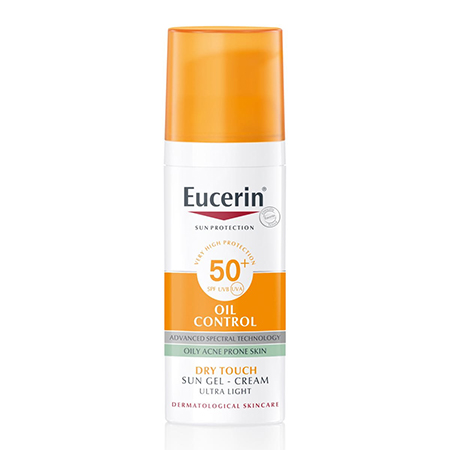 Eucerin®
SUN PROTECTION
VERY HIGH PROTECTION
50+
SPF UVB UVA
OIL
CONTROL
ADVANCED SPECTRAL TECHNOLOGY
OILY ACNE PRONE SKIN
DRY TOUCH
SUN GEL - CREAM
ULTRA LIGHT
DERMATOLOGICAL SKINCARE